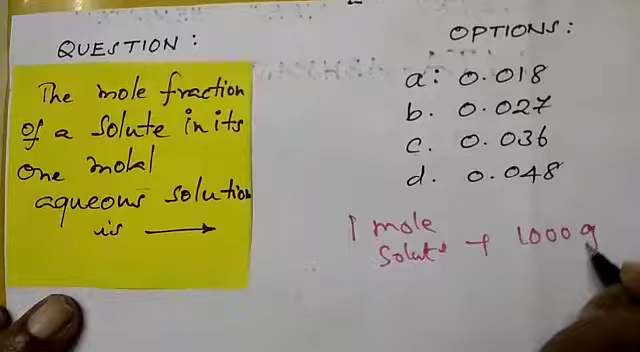 QUESTION :
The mole fraction
of a solute in its
one molal
aqueous solution
is →
OPTIONS :
a: 0.018
b. 0.027
c. 0.036
d. 0.048
1 mole
solute + 1000 g